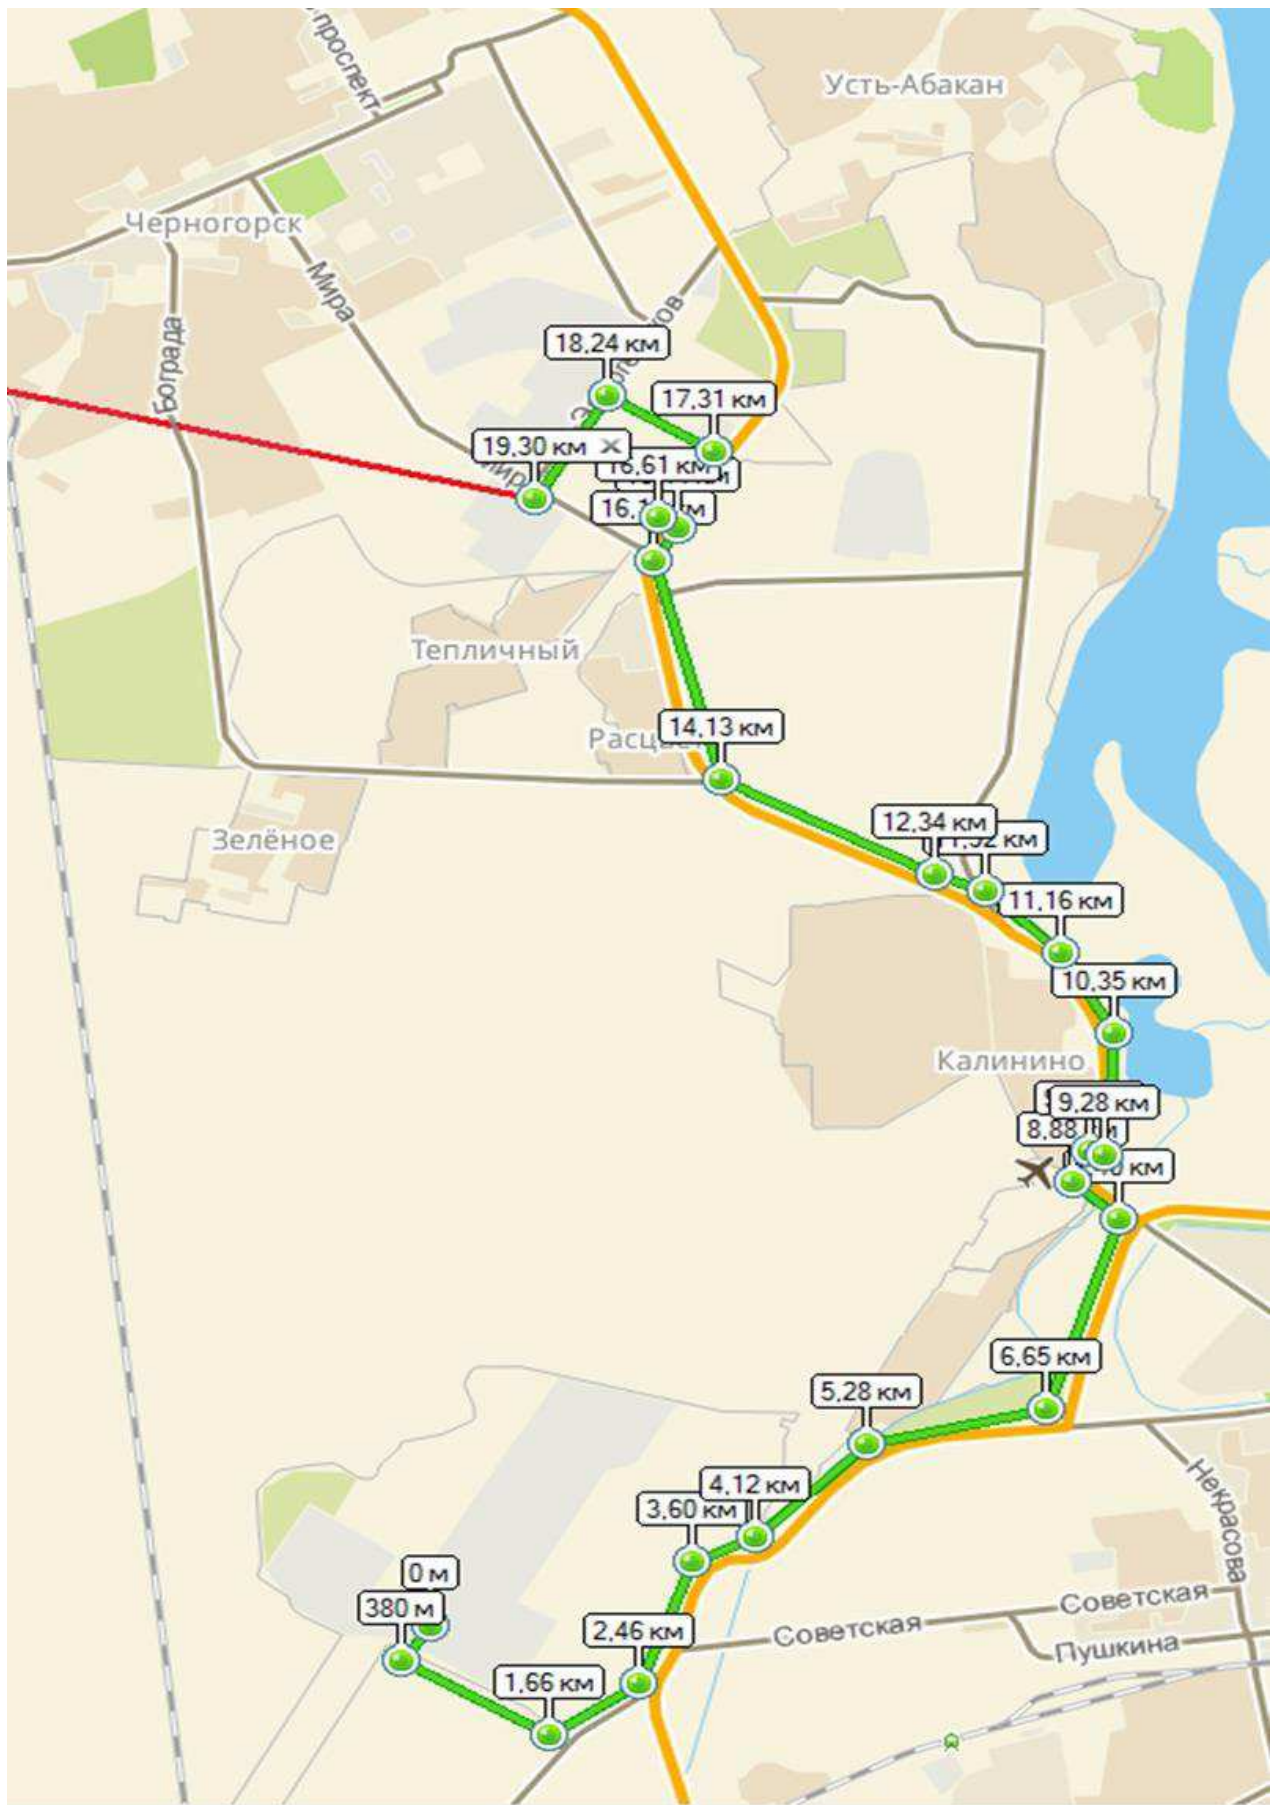 проспект
Усть-Абакан
Черногорск
Мира
Бограда
18,24 км
17,31 км
19,30 км
16,61 км
Тепличный
14,13 км
Зелёное
12,34 км
км
11,16 км
10,35 км
Калинино
9,28 км
8,88
км
6,65 км
5,28 км
4,12 км
3,60 км
Некрасова
0 м
380 м
Советская
Советская
2,46 км
Пушкина
1,66 км